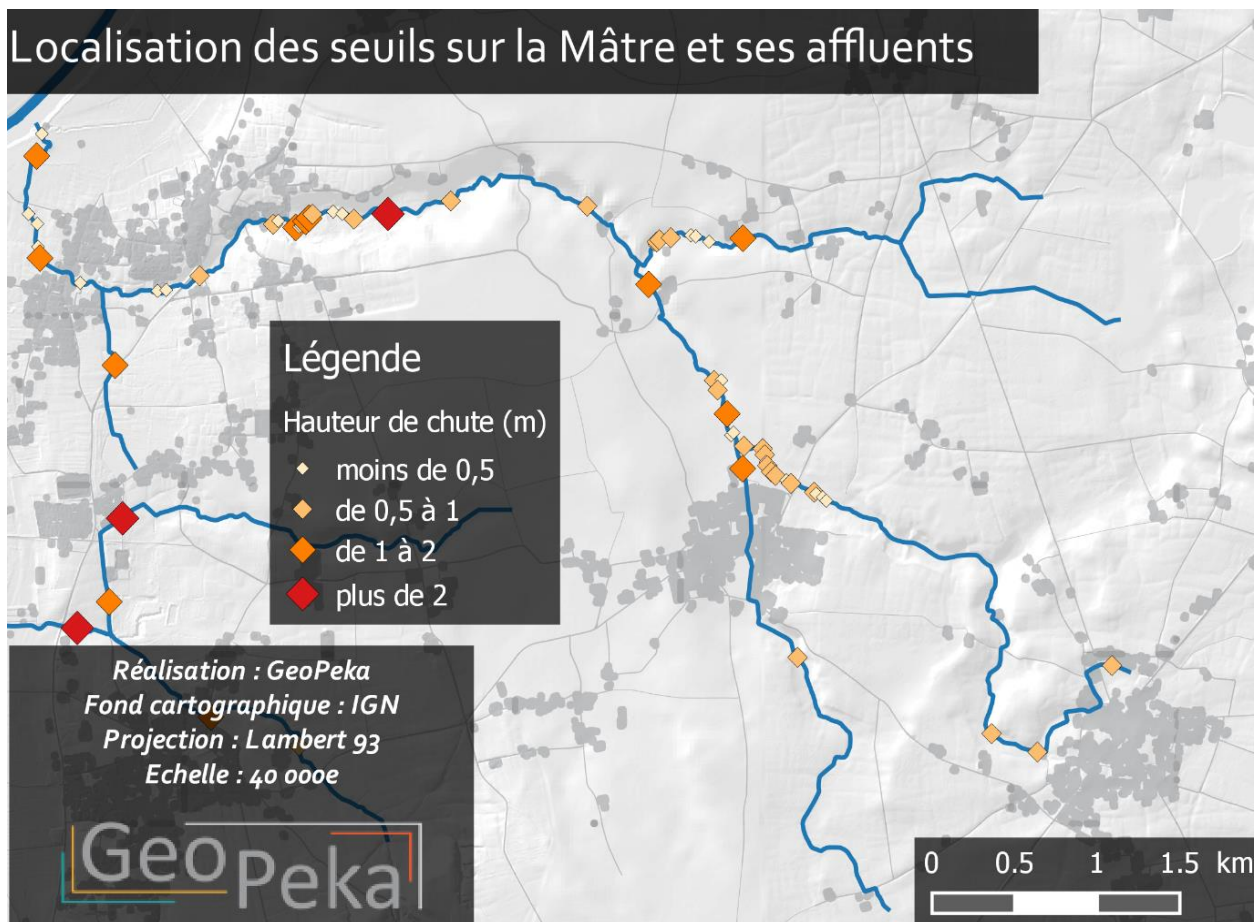 Localisation des seuils sur la Mâtre et ses affluents
Légende
Hauteur de chute (m)
moins de 0,5
de 0,5 à 1
de 1 à 2
plus de 2
Réalisation : GeoPeka
Fond cartographique : IGN
Projection : Lambert 93
Echelle : 40 000e
GeoPeka
0 0.5 1 1.5 km